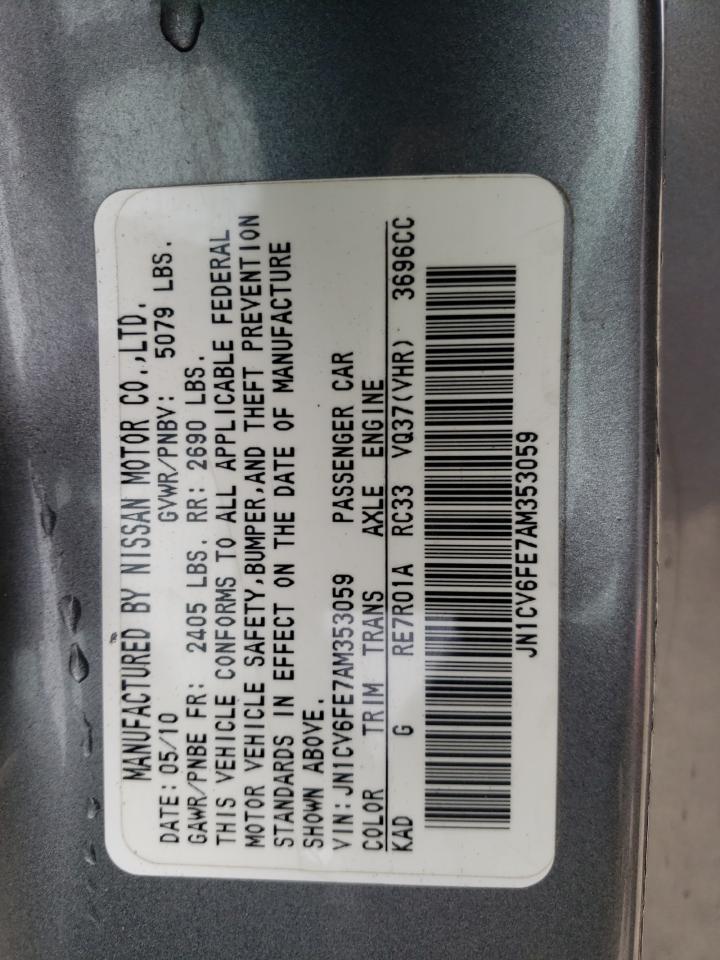 MANUFACTURED BY NISSAN MOTOR CO.,LTD.
DATE: 05/10 GVWR/PNBV: 5079 LBS.
GAWR/PNBE FR: 2405 LBS. RR: 2690 LBS.
THIS VEHICLE CONFORMS TO ALL APPLICABLE FEDERAL
MOTOR VEHICLE SAFETY,BUMPER,AND THEFT PREVENTION
STANDARDS IN EFFECT ON THE DATE OF MANUFACTURE
SHOWN ABOVE.
VIN: JN1CV6FE7AM353059 PASSENGER CAR
COLOR TRIM TRANS AXLE ENGINE
KAD G RE7R01A RC33 VQ37(VHR) 3696CC
JN1CV6FE7AM353059